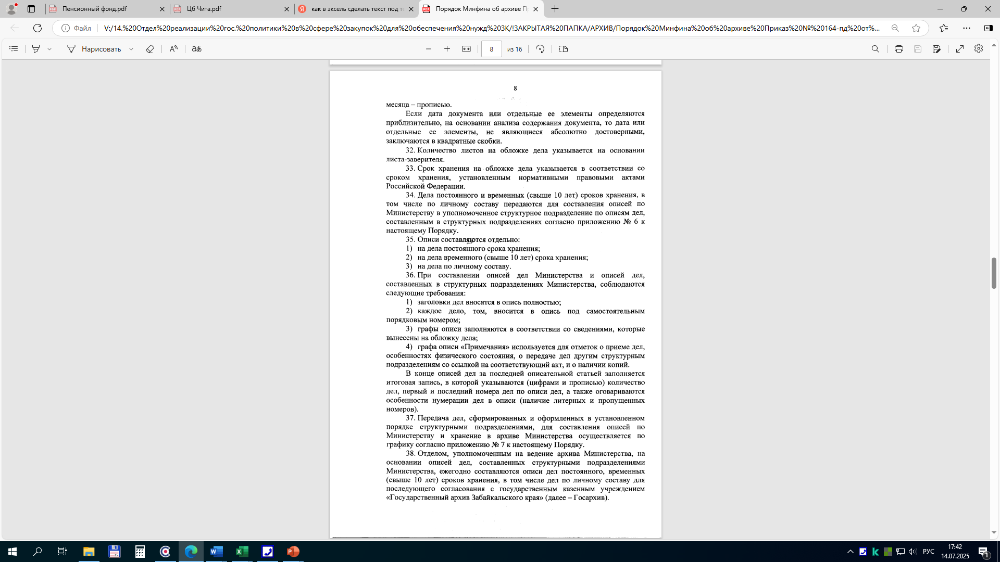 Пенсионный фонд.pdf
Цб Чита.pdf
как в эксель сделать текст под т
Порядок Минфина об архиве П
Файл
V:/14.%20Отдел%20реализации%20гос.%20политики%20в%20сфере%20закупок%20для%20обеспечения%20нужд%20ЗК/!ЗАКРЫТАЯ%20ПАПКА/АРХИВ/Порядок%20Минфина%20об%20архиве%20Приказ%20№%20164-пд%20от%...
Нарисовать
8
из 16
8
месяца – прописью.
Если дата документа или отдельные ее элементы определяются
приблизительно, на основании анализа содержания документа, то дата или
отдельные ее элементы, не являющиеся абсолютно достоверными,
заключаются в квадратные скобки.
32. Количество листов на обложке дела указывается на основании
листа-заверителя.
33. Срок хранения на обложке дела указывается в соответствии со
сроком хранения, установленным нормативными правовыми актами
Российской Федерации.
34. Дела постоянного и временных (свыше 10 лет) сроков хранения, в
том числе по личному составу передаются для составления описей по
Министерству в уполномоченное структурное подразделение по описям дел,
составленным в структурных подразделениях согласно приложению № 6 к
настоящему Порядку.
35. Описи составляются отдельно:
1) на дела постоянного срока хранения;
2) на дела временного (свыше 10 лет) срока хранения;
3) на дела по личному составу.
36. При составлении описей дел Министерства и описей дел,
составленных в структурных подразделениях Министерства, соблюдаются
следующие требования:
1) заголовки дел вносятся в опись полностью;
2) каждое дело, том, вносится в опись под самостоятельным
порядковым номером;
3) графы описи заполняются в соответствии со сведениями, которые
вынесены на обложку дела;
4) графа описи «Примечания» используется для отметок о приеме дел,
особенностях физического состояния, о передаче дел другим структурным
подразделениям со ссылкой на соответствующий акт, и о наличии копий.
В конце описей дел за последней описательной статьей заполняется
итоговая запись, в которой указываются (цифрами и прописью) количество
дел, первый и последний номера дел по описи дел, а также оговариваются
особенности нумерации дел в описи (наличие литерных и пропущенных
номеров).
37. Передача дел, сформированных и оформленных в установленном
порядке структурными подразделениями, для составления описей по
Министерству и хранение в архиве Министерства осуществляется по
графику согласно приложению № 7 к настоящему Порядку.
38. Отделом, уполномоченным на ведение архива Министерства, на
основании описей дел, составленных структурными подразделениями
Министерства, ежегодно составляются описи дел постоянного, временных
(свыше 10 лет) сроков хранения, в том числе дел по личному составу для
последующего согласования с государственным казенным учреждением
«Государственный архив Забайкальского края» (далее – Госархив).
РУС
17:42
14.07.2025
1